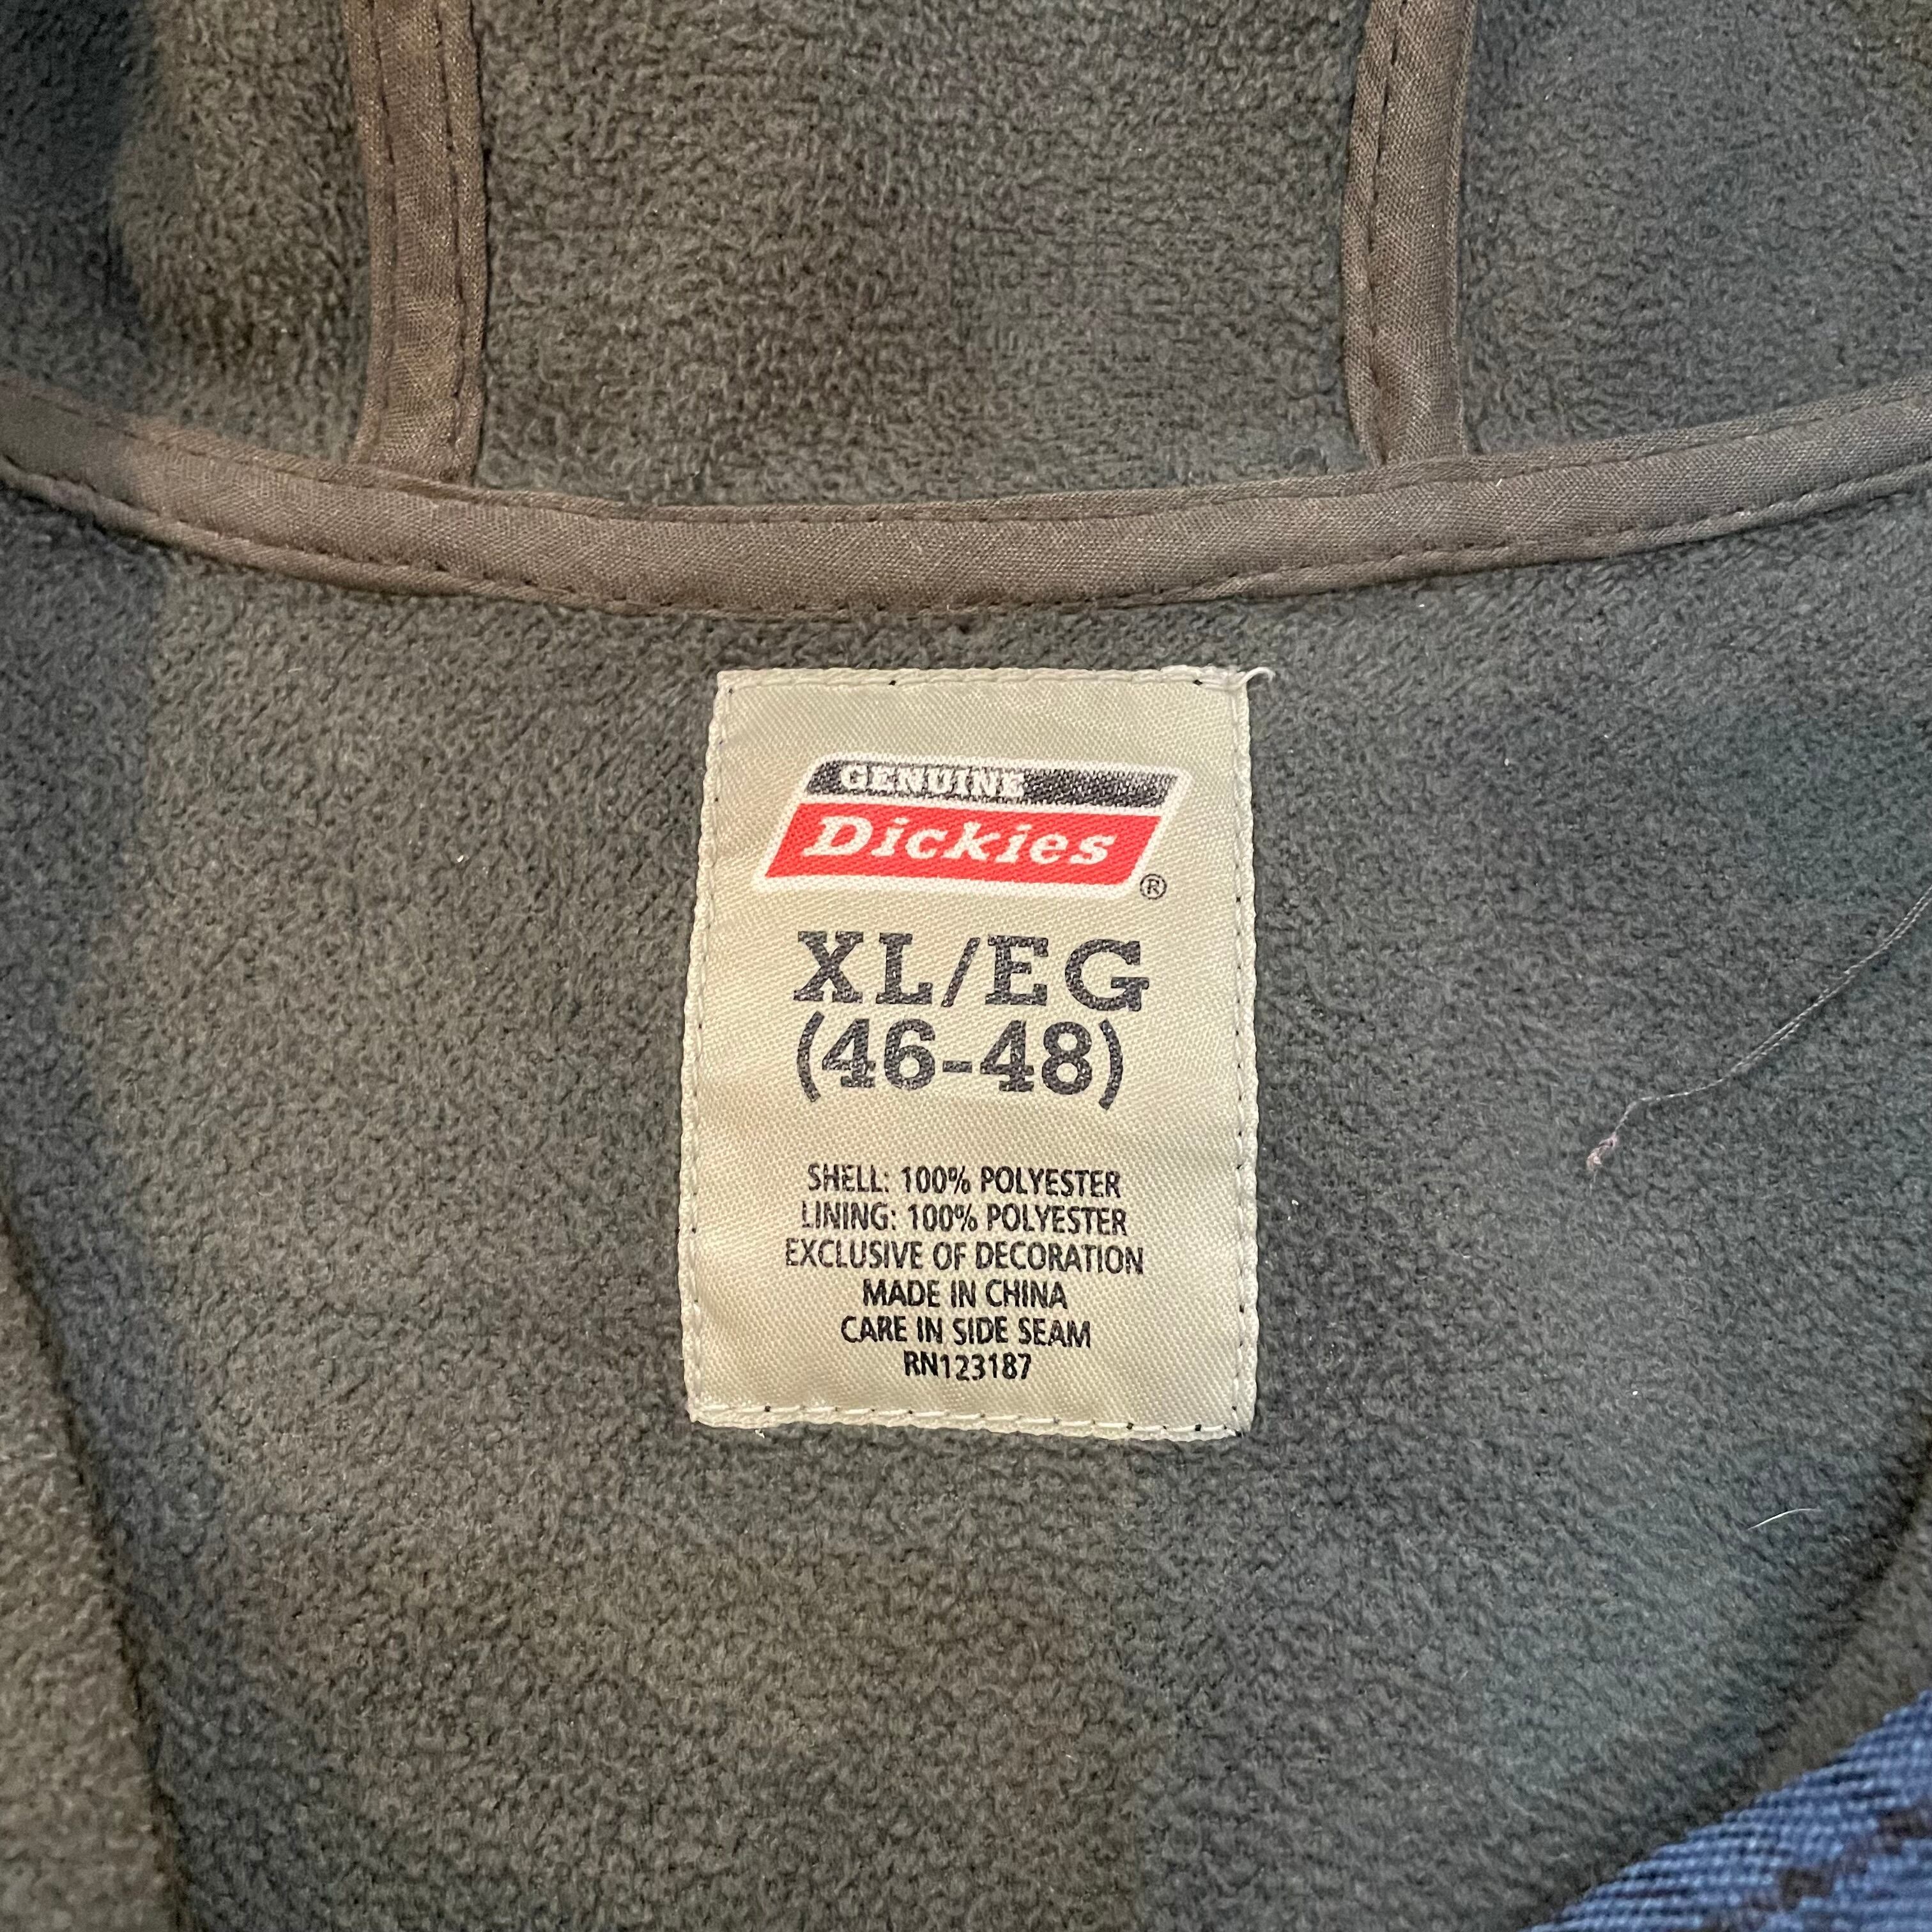 GENUINE
Dickies
®
XL/EG
(46-48)
SHELL: 100% POLYESTER
LINING: 100% POLYESTER
EXCLUSIVE OF DECORATION
MADE IN CHINA
CARE IN SIDE SEAM
RN123187